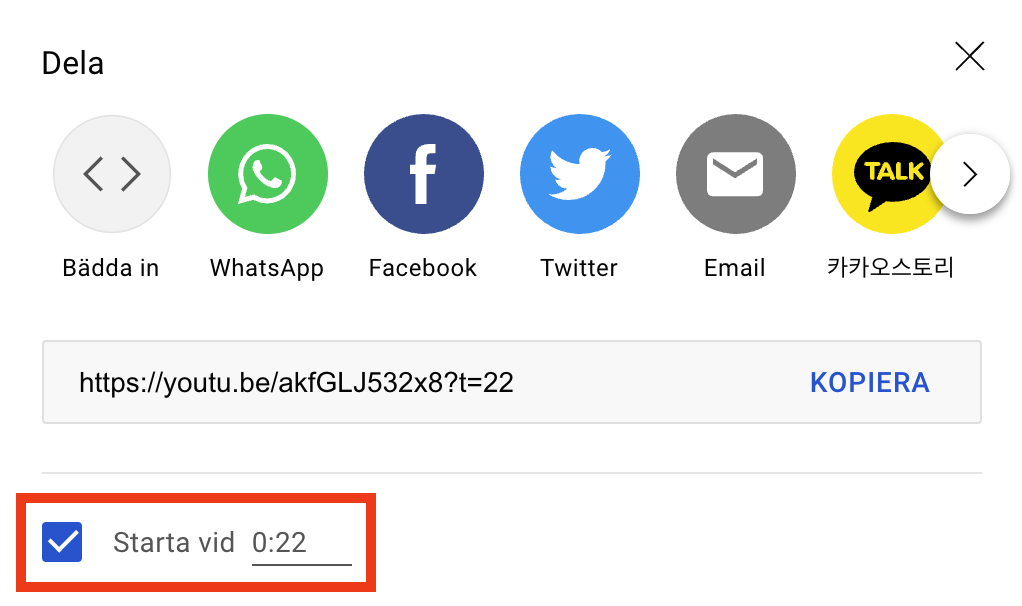 Dela
TALK
Bädda in
WhatsApp
Facebook
Twitter
Email
카카오스토리
https://youtu.be/akfGLJ532x8?t=22
KOPIERA
Starta vid 0:22